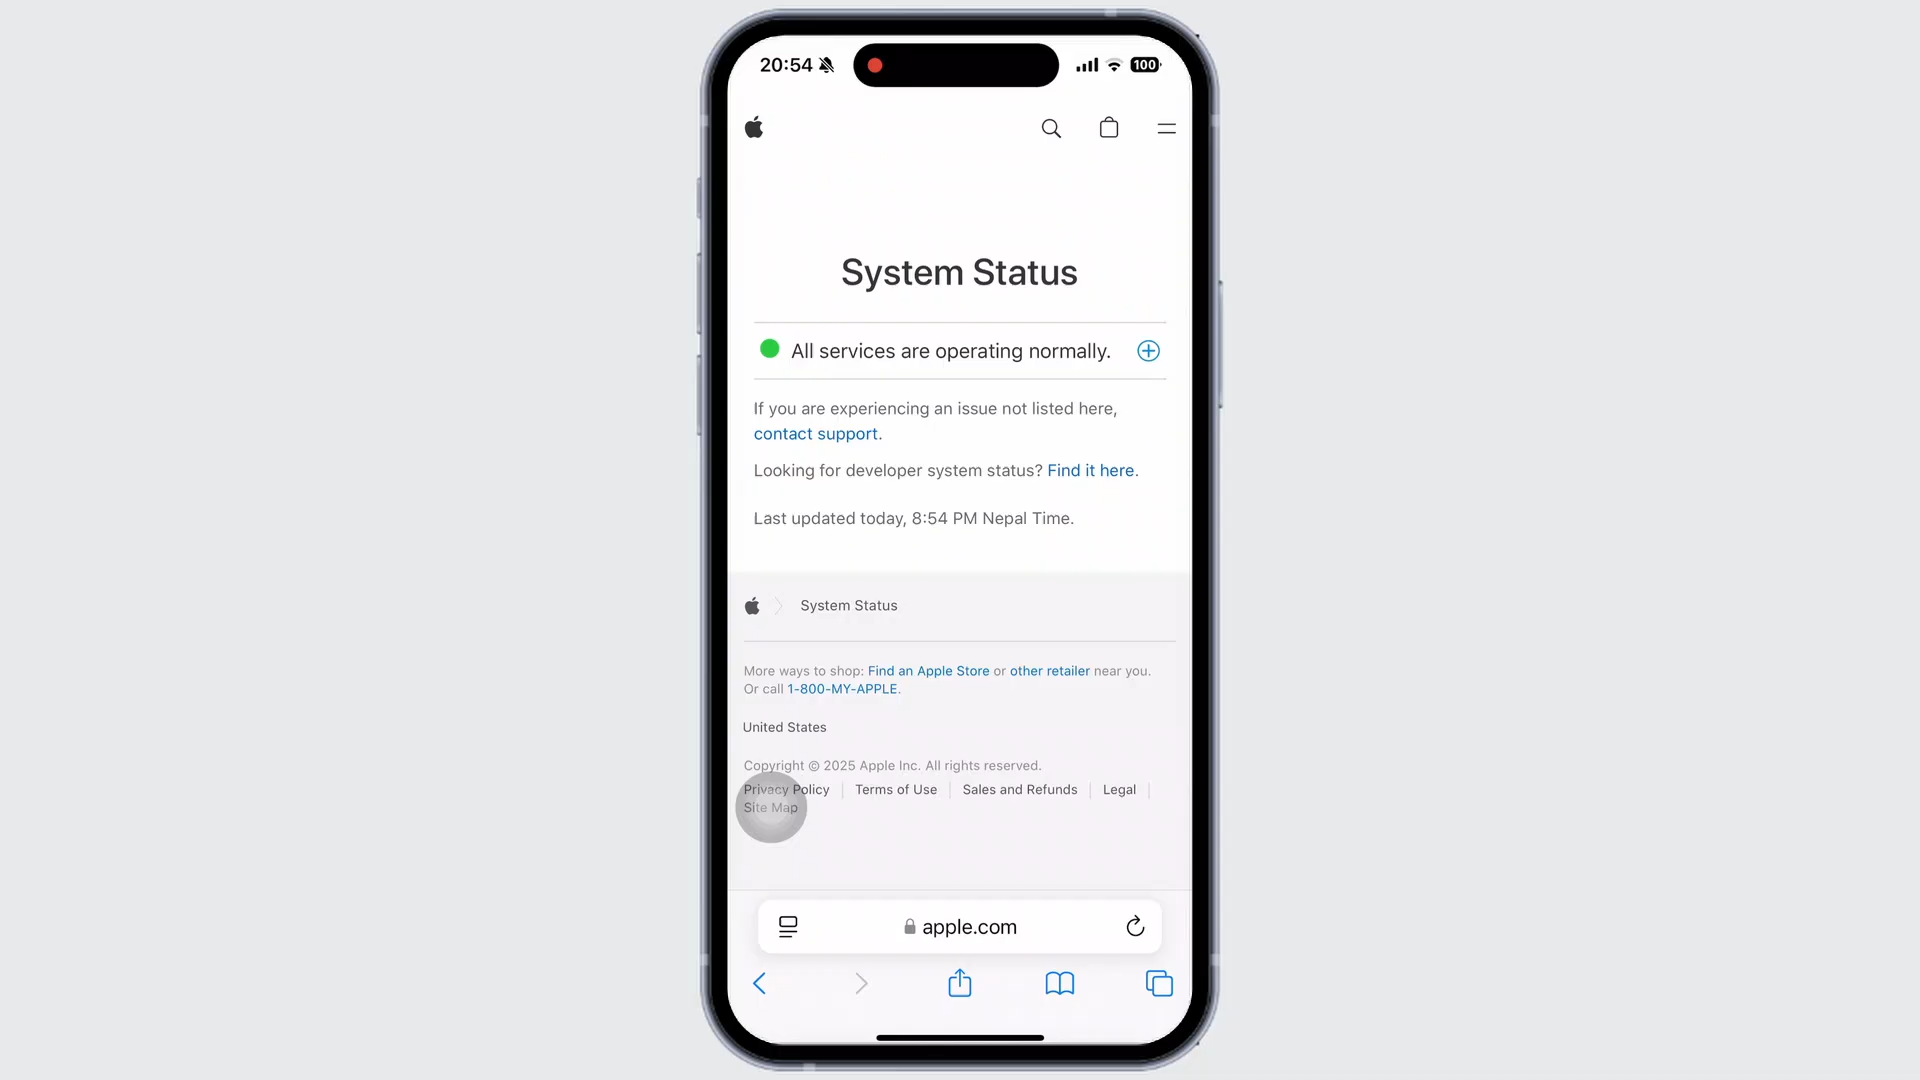 20:54
100
System Status
All services are operating normally.
If you are experiencing an issue not listed here,
contact support.
Looking for developer system status? Find it here.
Last updated today, 8:54 PM Nepal Time.
System Status
More ways to shop: Find an Apple Store or other retailer near you.
Or call 1-800-MY-APPLE.
United States
Copyright © 2025 Apple Inc. All rights reserved.
Privacy Policy | Terms of Use | Sales and Refunds | Legal |
Site Map
apple.com